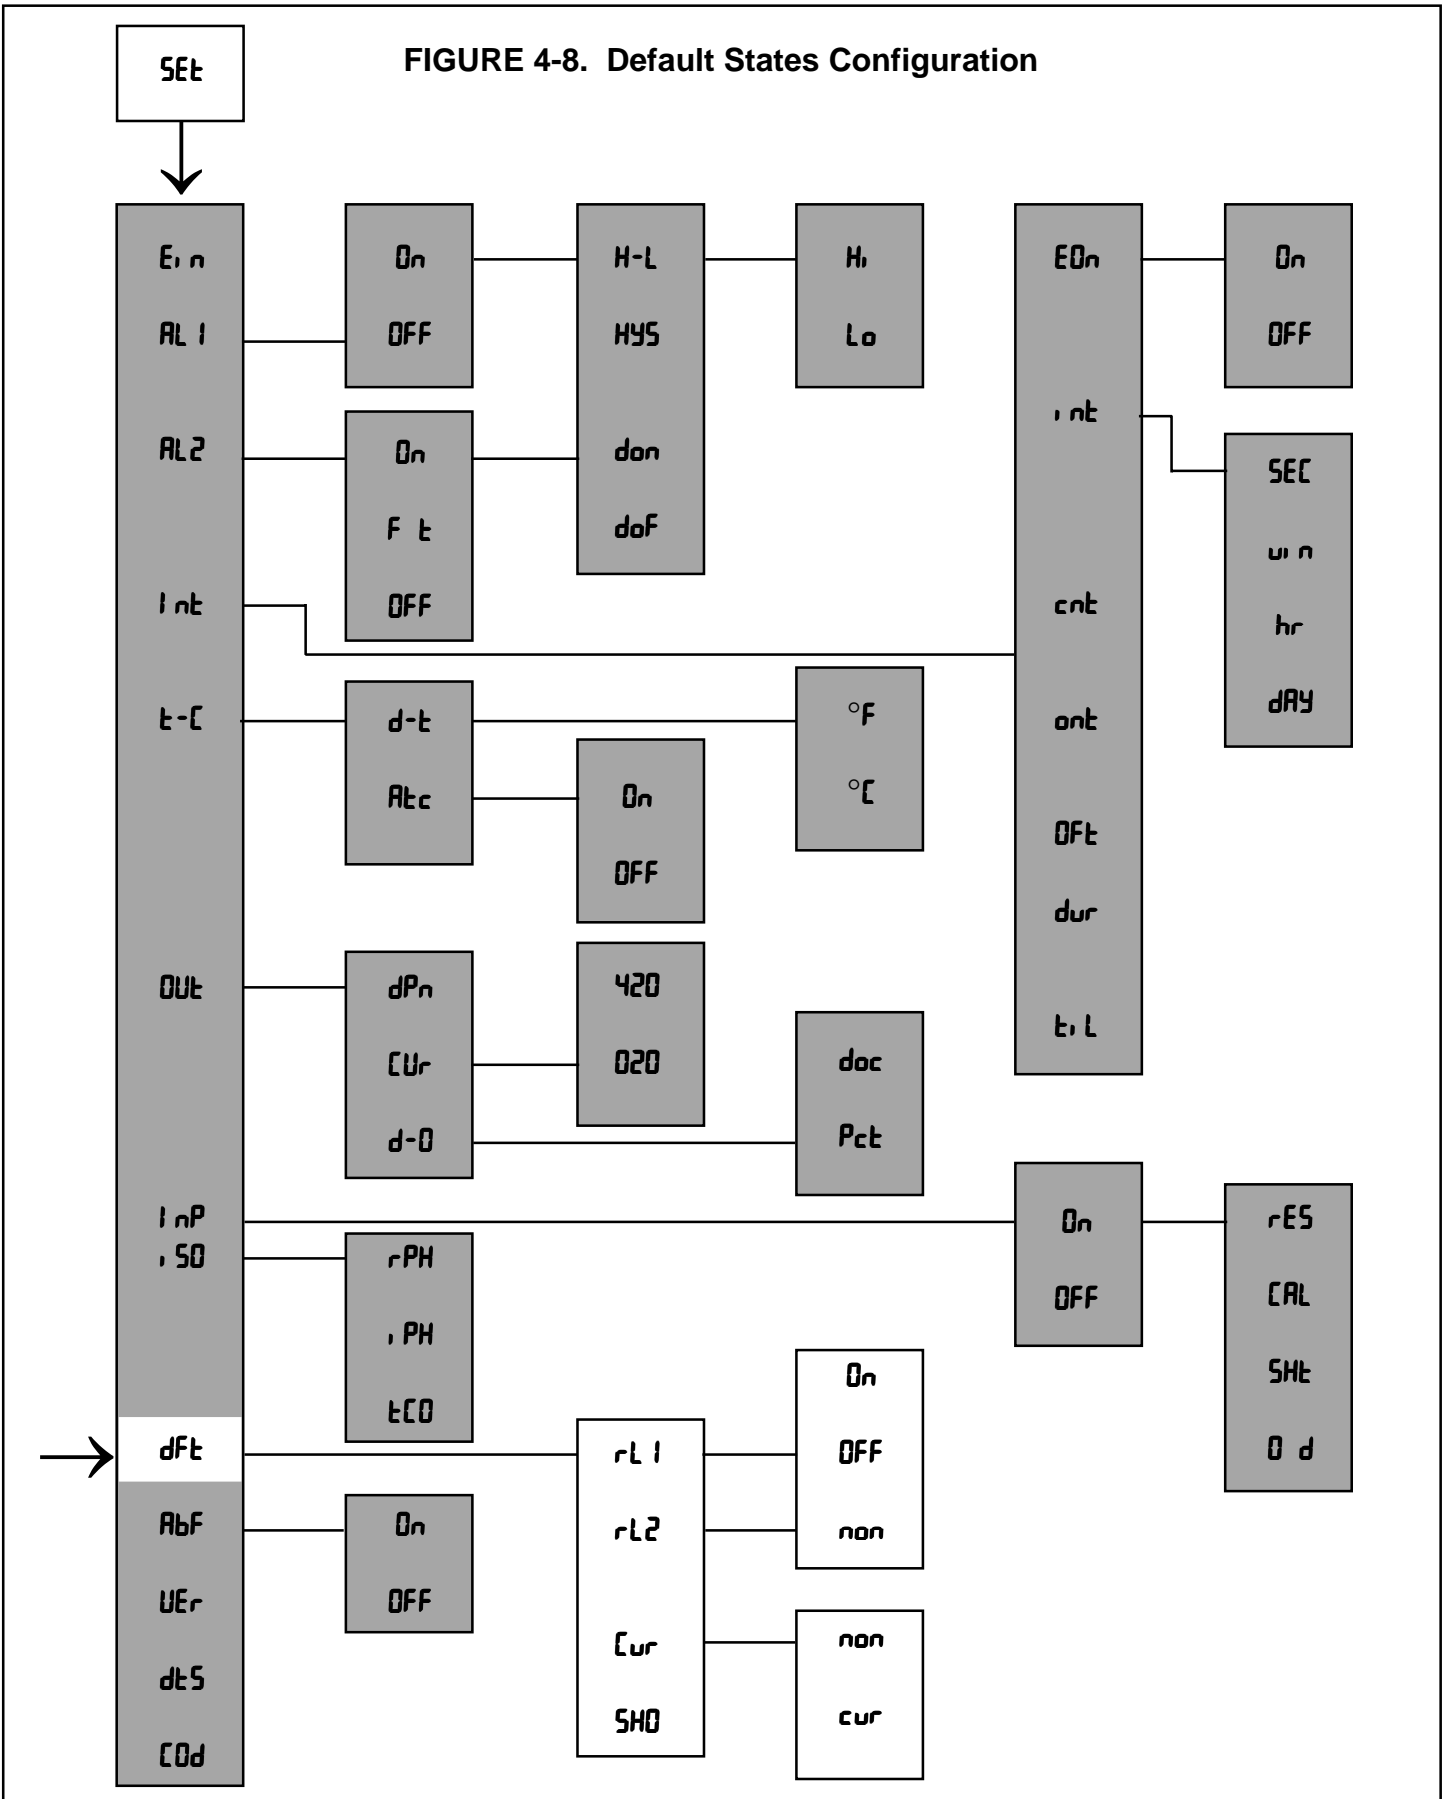 SEt
FIGURE 4-8. Default States Configuration
Ein
AL1
AL2
Int
t-C
OUt
InP
iSO
dFt
AbF
UEr
dtS
COd
On
OFF
On
F t
OFF
d-t
Atc
dPn
CUr
d-O
rPH
iPH
tCO
On
OFF
H-L
HYS
don
doF
On
OFF
420
020
rL1
rL2
Cur
SHO
Hi
Lo
°F
°C
doc
Pct
On
OFF
non
non
cur
EOn
int
cnt
ont
OFt
dur
tiL
On
OFF
On
OFF
SEC
uin
hr
dAY
rES
CAL
SHt
O d